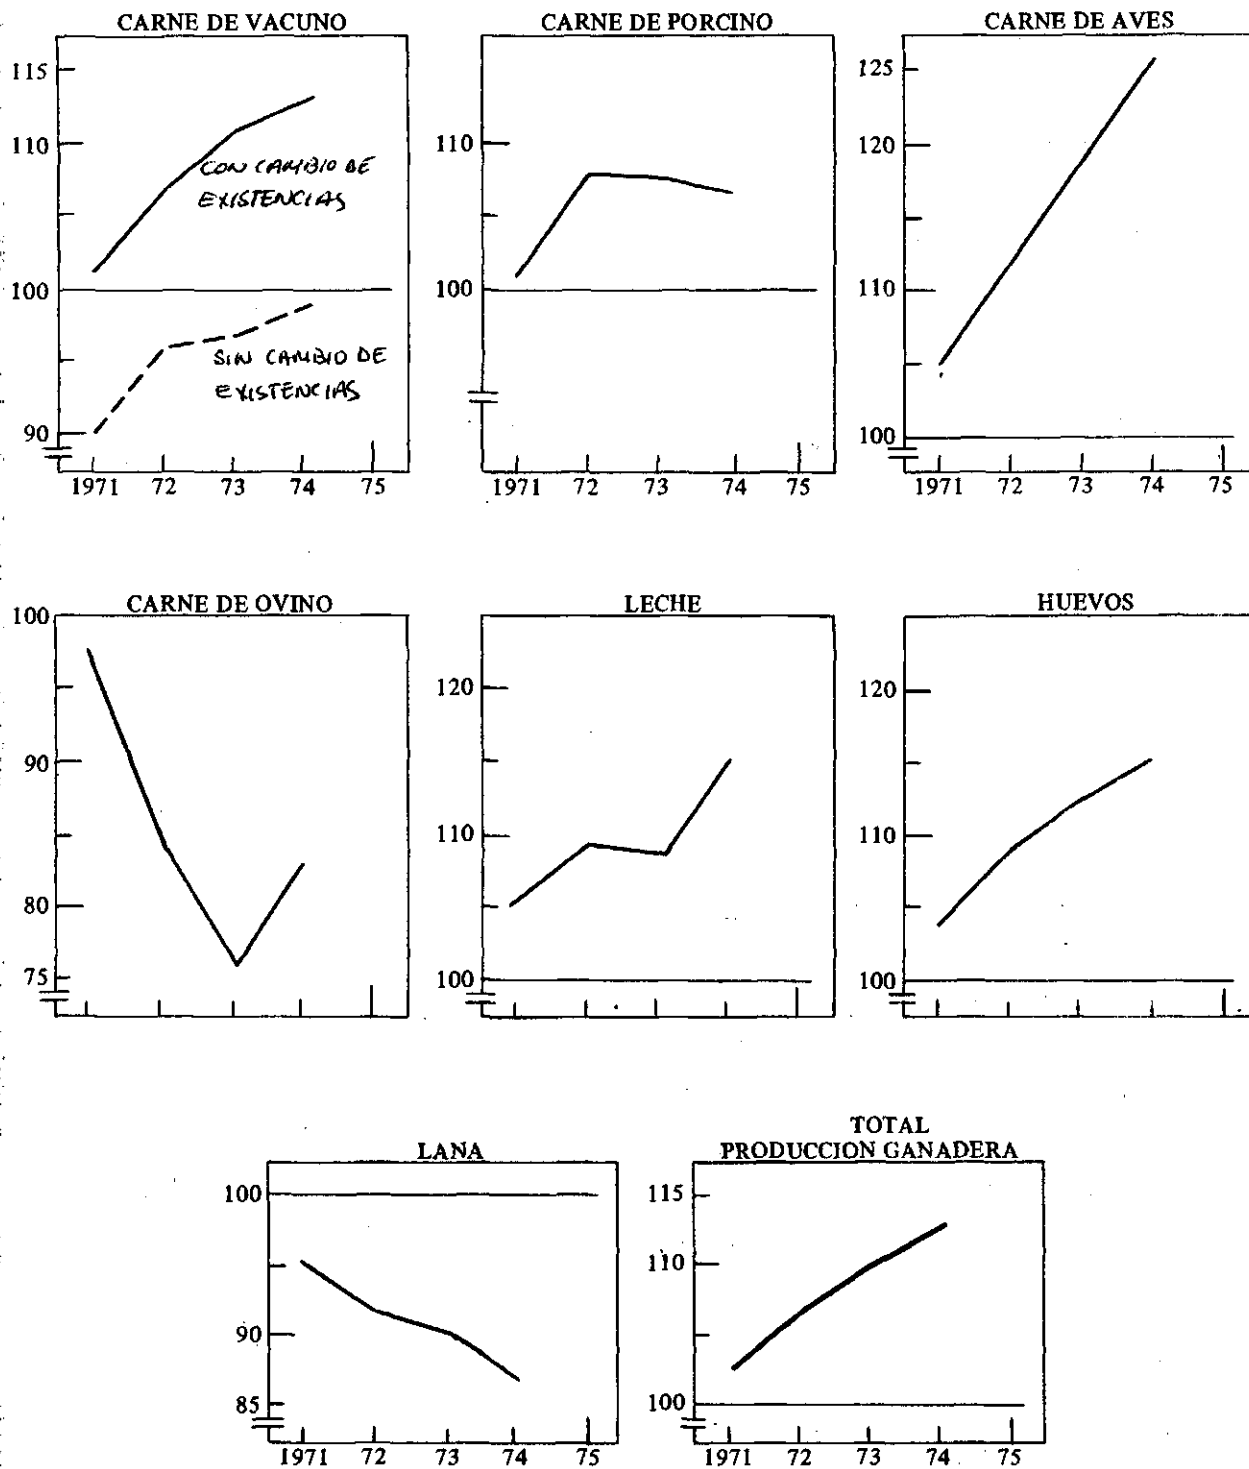 CARNE DE VACUNO
115
110
100
90
CON CAMBIO DE
EXISTENCIAS
SIN CAMBIO DE
EXISTENCIAS
1971 72 73 74 75
CARNE DE PORCINO
110
100
1971 72 73 74 75
CARNE DE AVES
125
120
110
100
1971 72 73 74 75
CARNE DE OVINO
100
90
80
75
LECHE
120
110
100
HUEVOS
120
110
100
LANA
100
90
85
1971 72 73 74 75
TOTAL
PRODUCCION GANADERA
115
110
100
1971 72 73 74 75